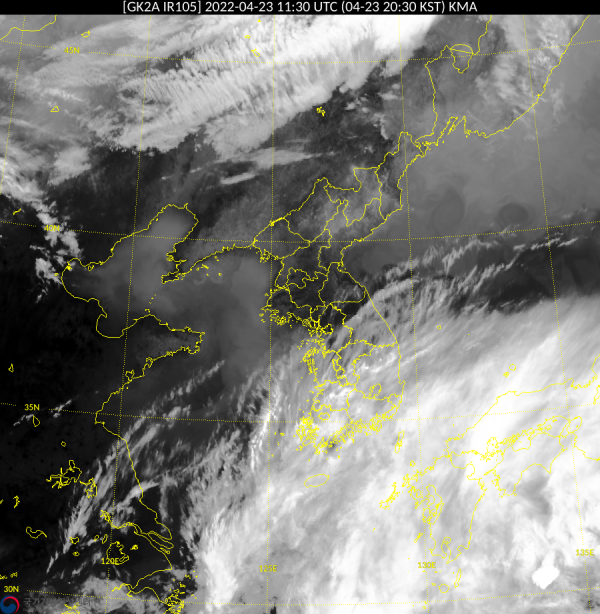 [GK2A IR105] 2022-04-23 11:30 UTC (04-23 20:30 KST) KMA
45N
40N
35N
120E
125E
130E
135E
30N